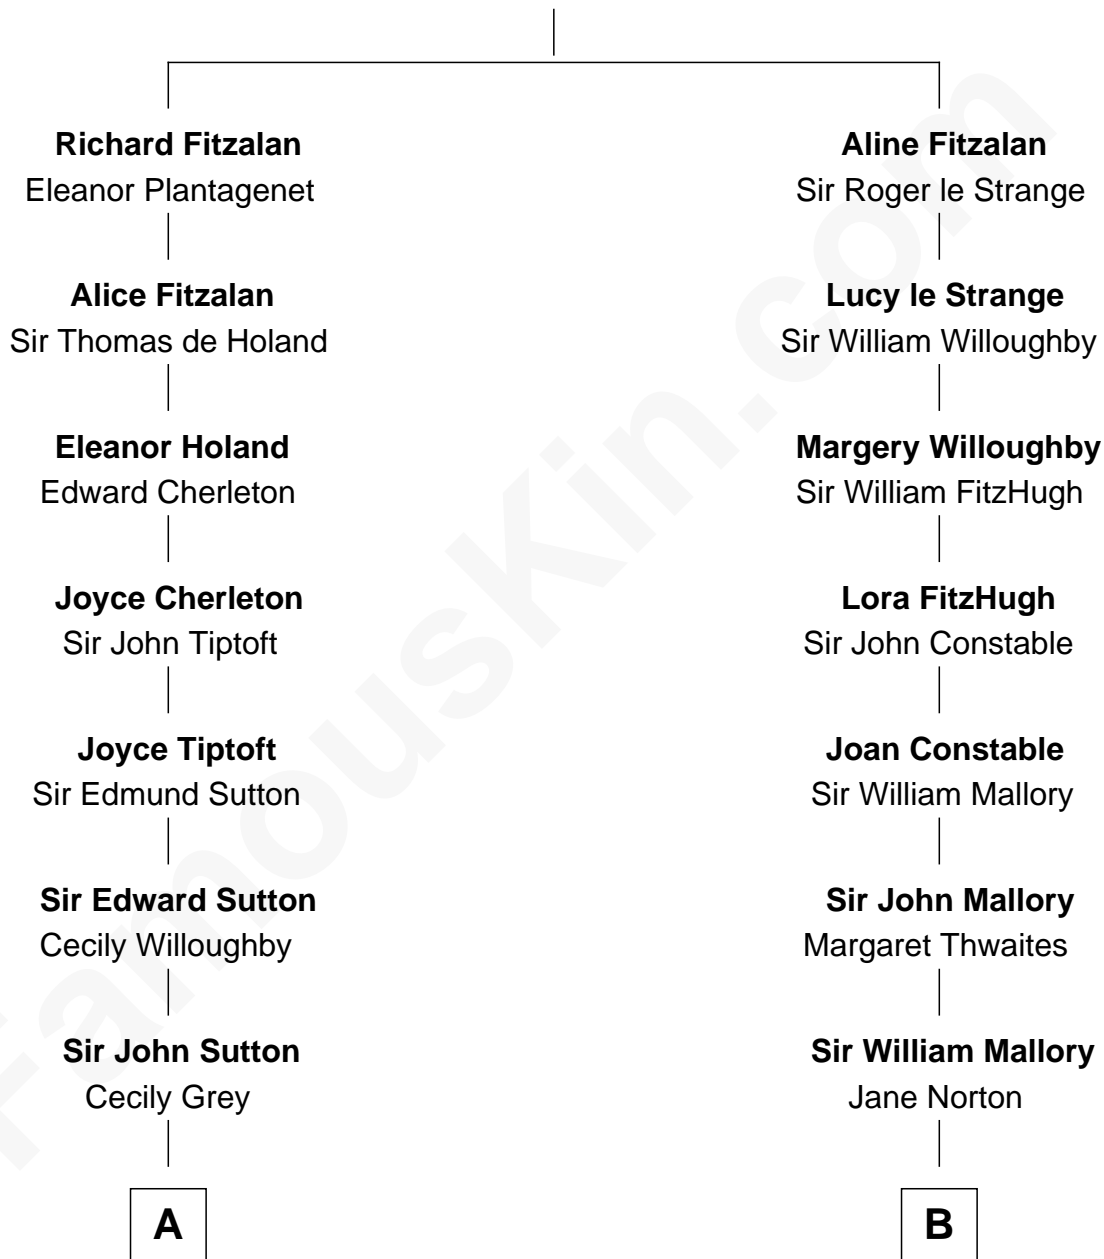 Richard Fitzalan
Eleanor Plantagenet
Aline Fitzalan
Sir Roger le Strange
Alice Fitzalan
Sir Thomas de Holand
Lucy le Strange
Sir William Willoughby
Eleanor Holand
Edward Cherleton
Margery Willoughby
Sir William FitzHugh
Joyce Cherleton
Sir John Tiptoft
Lora FitzHugh
Sir John Constable
Joyce Tiptoft
Sir Edmund Sutton
Joan Constable
Sir William Mallory
Sir Edward Sutton
Cecily Willoughby
Sir John Mallory
Margaret Thwaites
Sir John Sutton
Cecily Grey
Sir William Mallory
Jane Norton
A
B
FamousKin.com